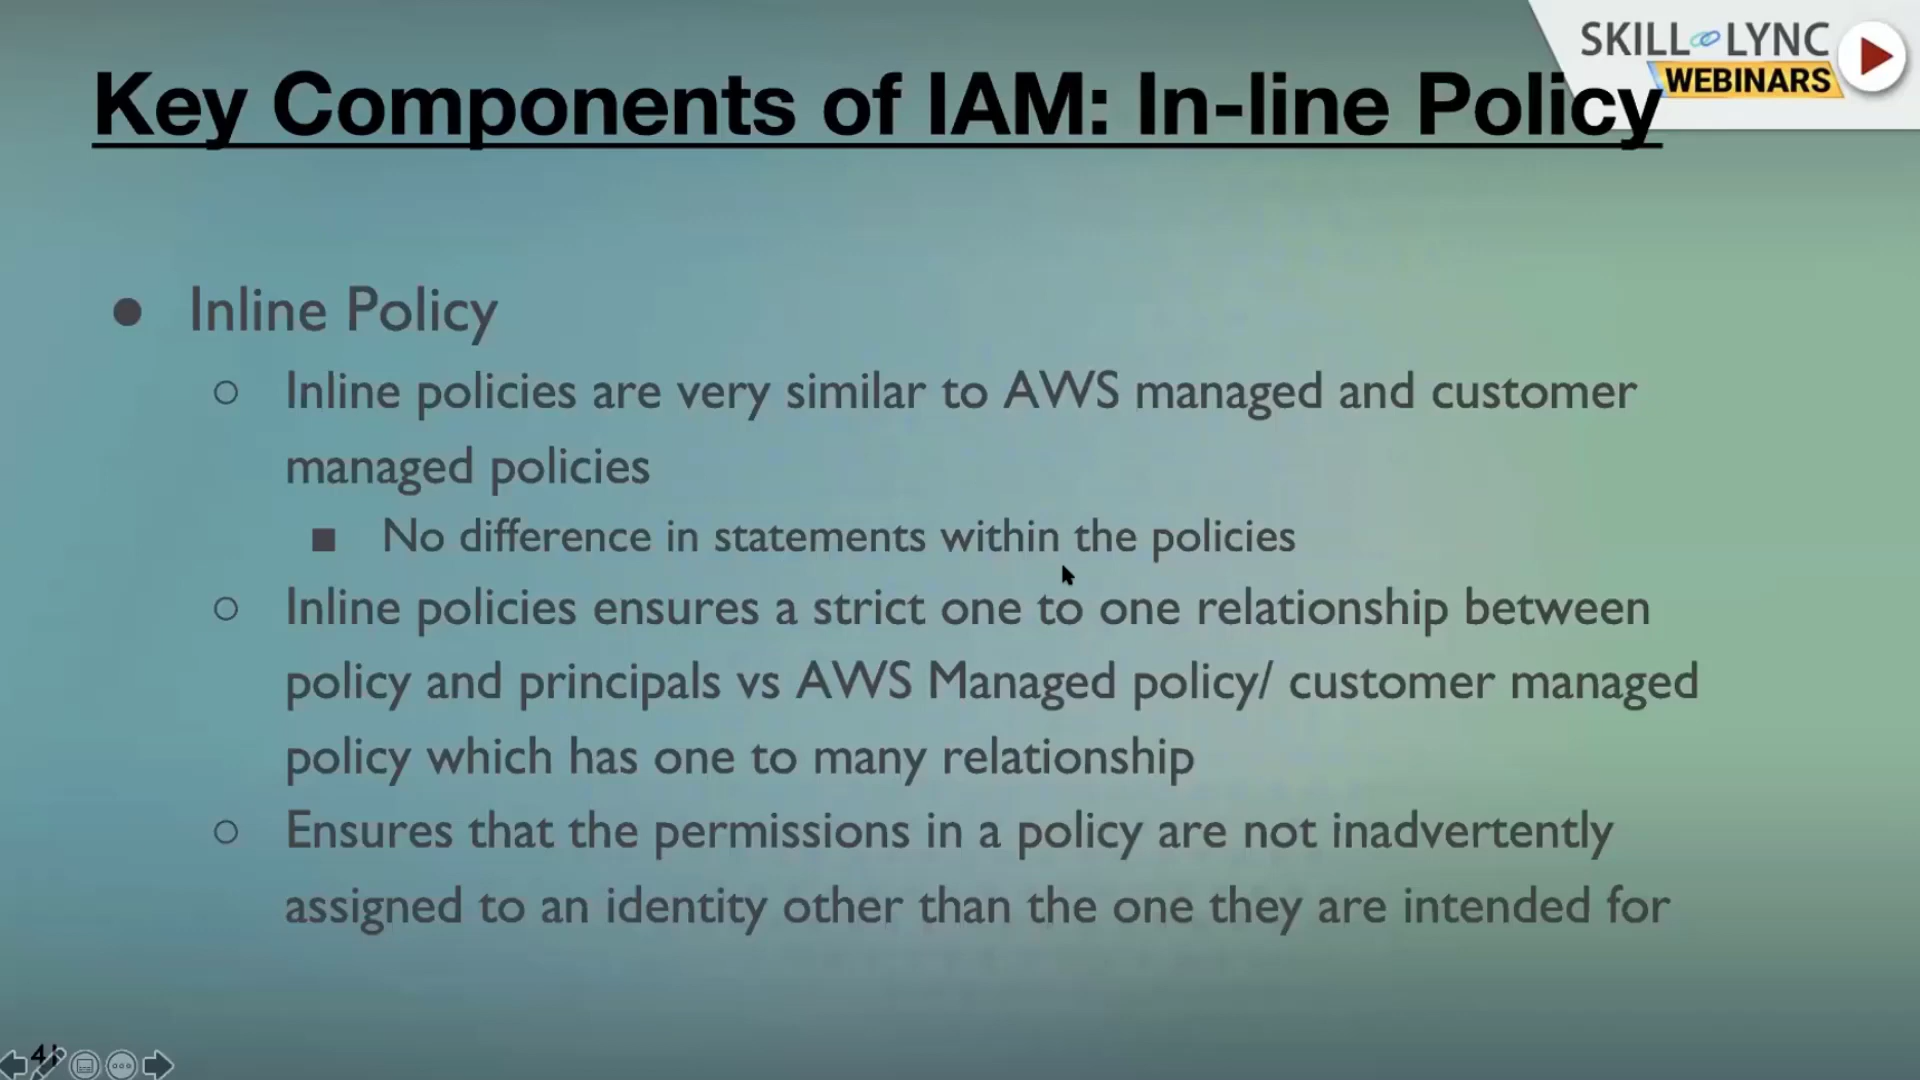 SKILL LYNC
WEBINARS
Key Components of IAM: In-line Policy
● Inline Policy
○ Inline policies are very similar to AWS managed and customer
managed policies
■ No difference in statements within the policies
○ Inline policies ensures a strict one to one relationship between
policy and principals vs AWS Managed policy/ customer managed
policy which has one to many relationship
○ Ensures that the permissions in a policy are not inadvertently
assigned to an identity other than the one they are intended for